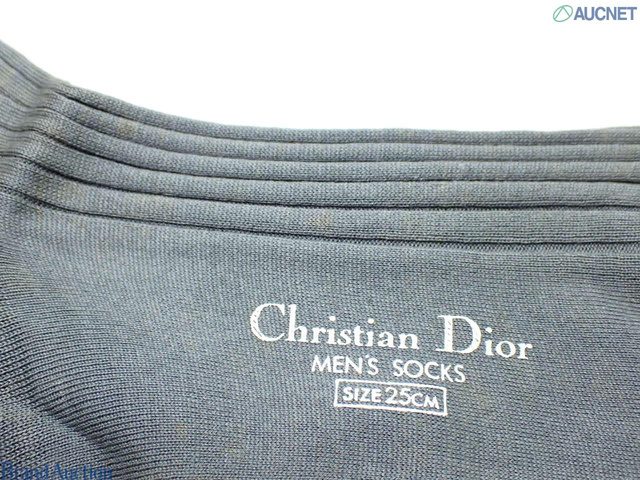 AUCNET
Christian Dior
MEN'S SOCKS
SIZE 25CM
Brand Auction